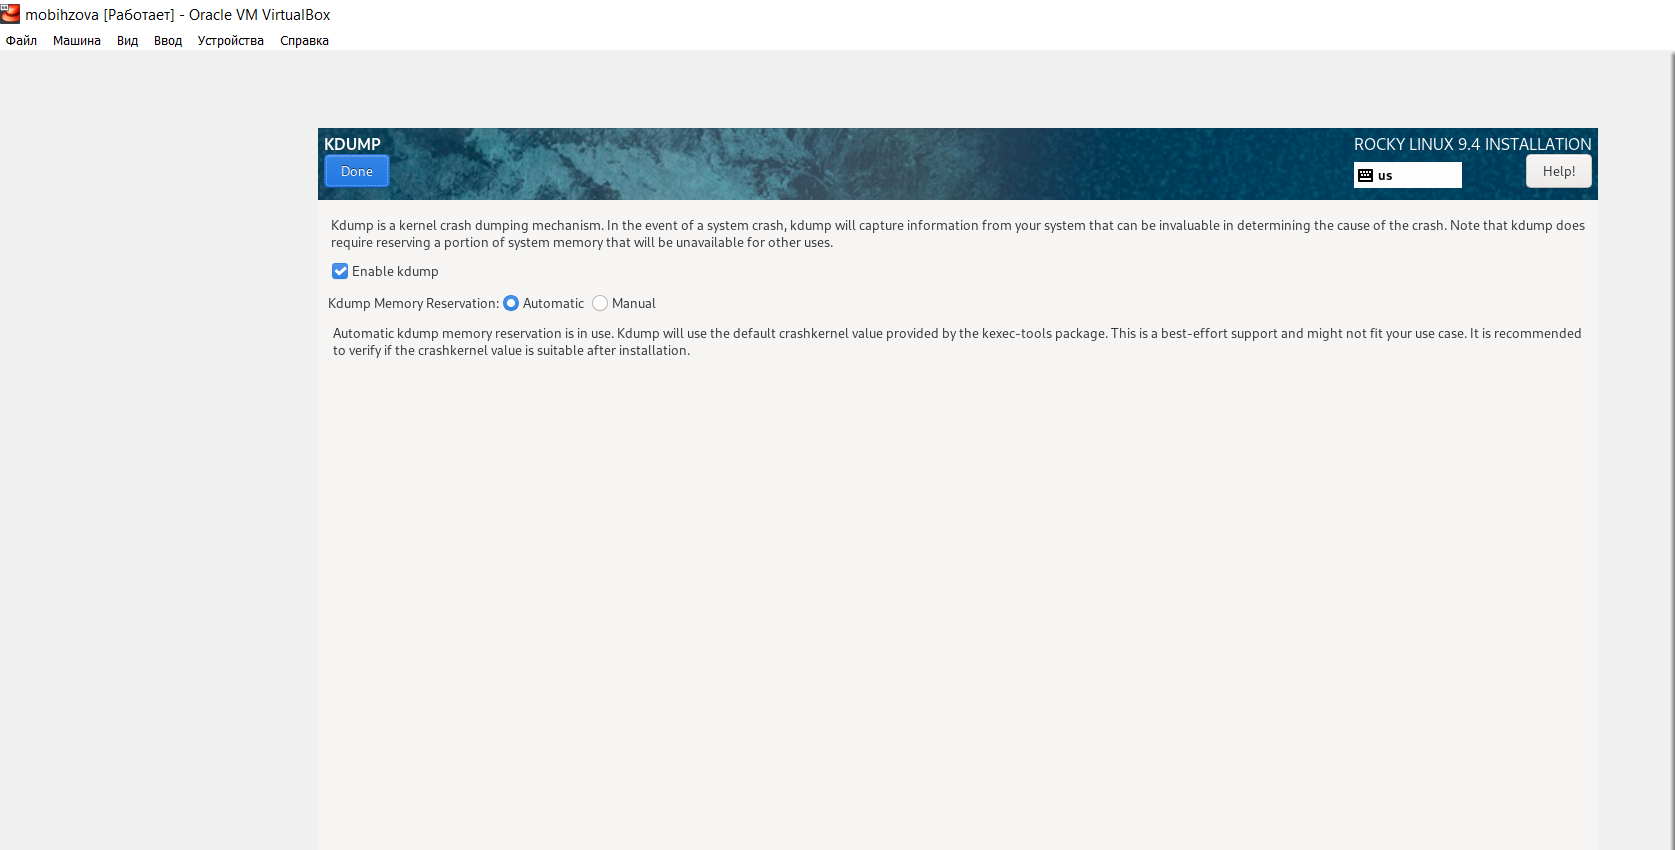 mobihzova [Работает] - Oracle VM VirtualBox
Файл Машина Вид Ввод Устройства Справка
KDUMP
ROCKY LINUX 9.4 INSTALLATION
Done
us
Help!
Kdump is a kernel crash dumping mechanism. In the event of a system crash, kdump will capture information from your system that can be invaluable in determining the cause of the crash. Note that kdump does
require reserving a portion of system memory that will be unavailable for other uses.
Enable kdump
Kdump Memory Reservation: Automatic Manual
Automatic kdump memory reservation is in use. Kdump will use the default crashkernel value provided by the kexec-tools package. This is a best-effort support and might not fit your use case. It is recommended
to verify if the crashkernel value is suitable after installation.